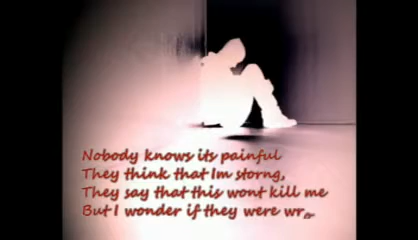 Nobody knows its painful
They think that Im storng,
They say that this wont kill me
But I wonder if they were wr